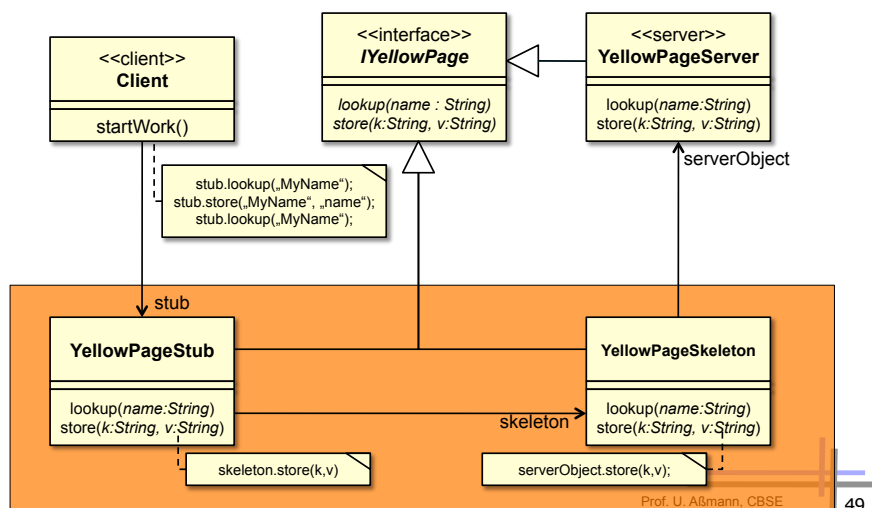 <<client>>
Client
startWork()
<<interface>>
IYellowPage
lookup(name : String)
store(k:String, v:String)
<<server>>
YellowPageServer
lookup(name:String)
store(k:String, v:String)
serverObject
stub.lookup(„MyName“);
stub.store(„MyName“, „name“);
stub.lookup(„MyName“);
stub
YellowPageStub
lookup(name:String)
store(k:String, v:String)
skeleton
YellowPageSkeleton
lookup(name:String)
store(k:String, v:String)
skeleton.store(k,v)
serverObject.store(k,v);
Prof. U. Aßmann, CBSE
49